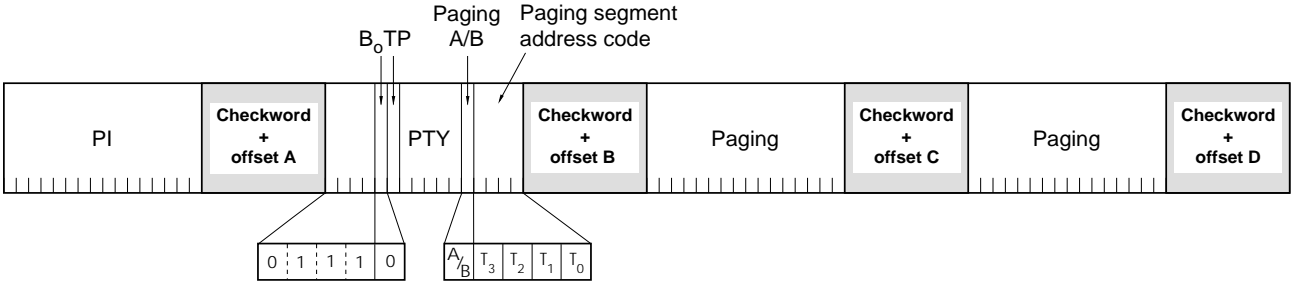 Paging
Paging segment
B₀TP
A/B
address code
PI
Checkword
+
offset A
PTY
Checkword
+
offset B
Paging
Checkword
+
offset C
Paging
Checkword
+
offset D
0 1 1 1 0
A/B T₃ T₂ T₁ T₀